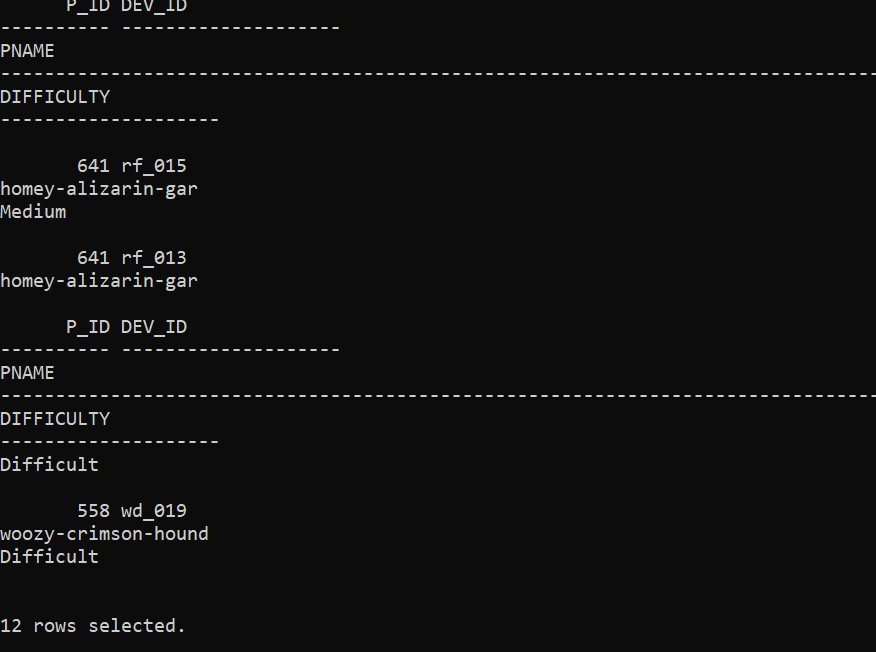 P_ID DEV_ID
---------- --------------------
PNAME
--------------------------------------------------------------------------------
DIFFICULTY
--------------------
641 rf_015
homey-alizarin-gar
Medium
641 rf_013
homey-alizarin-gar
P_ID DEV_ID
---------- --------------------
PNAME
--------------------------------------------------------------------------------
DIFFICULTY
--------------------
Difficult
558 wd_019
woozy-crimson-hound
Difficult
12 rows selected.